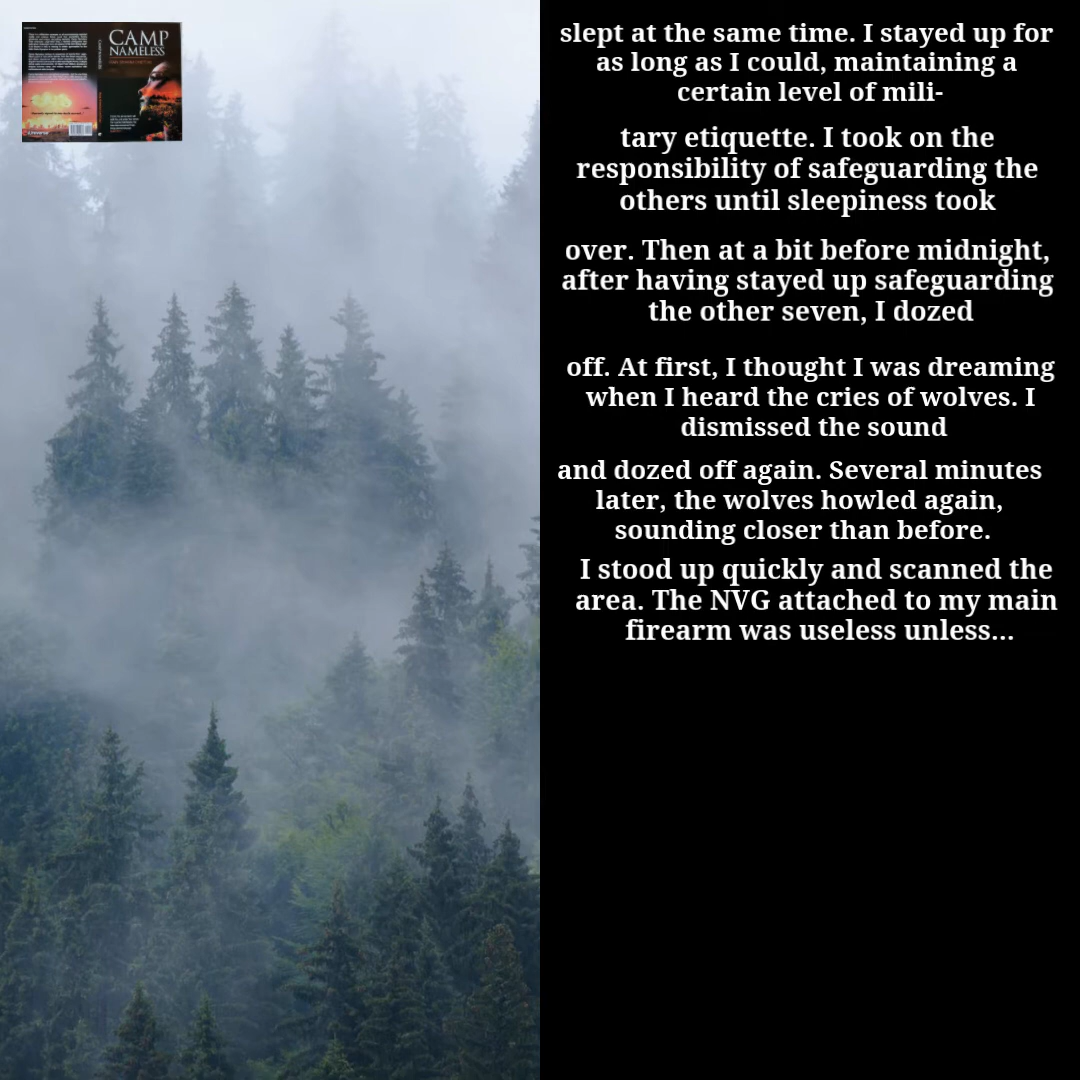 CAMP
NAMELESS
slept at the same time. I stayed up for
as long as I could, maintaining a
certain level of mili-
tary etiquette. I took on the
responsibility of safeguarding the
others until sleepiness took
over. Then at a bit before midnight,
after having stayed up safeguarding
the other seven, I dozed
off. At first, I thought I was dreaming
when I heard the cries of wolves. I
dismissed the sound
and dozed off again. Several minutes
later, the wolves howled again,
sounding closer than before.
I stood up quickly and scanned the
area. The NVG attached to my main
firearm was useless unless...